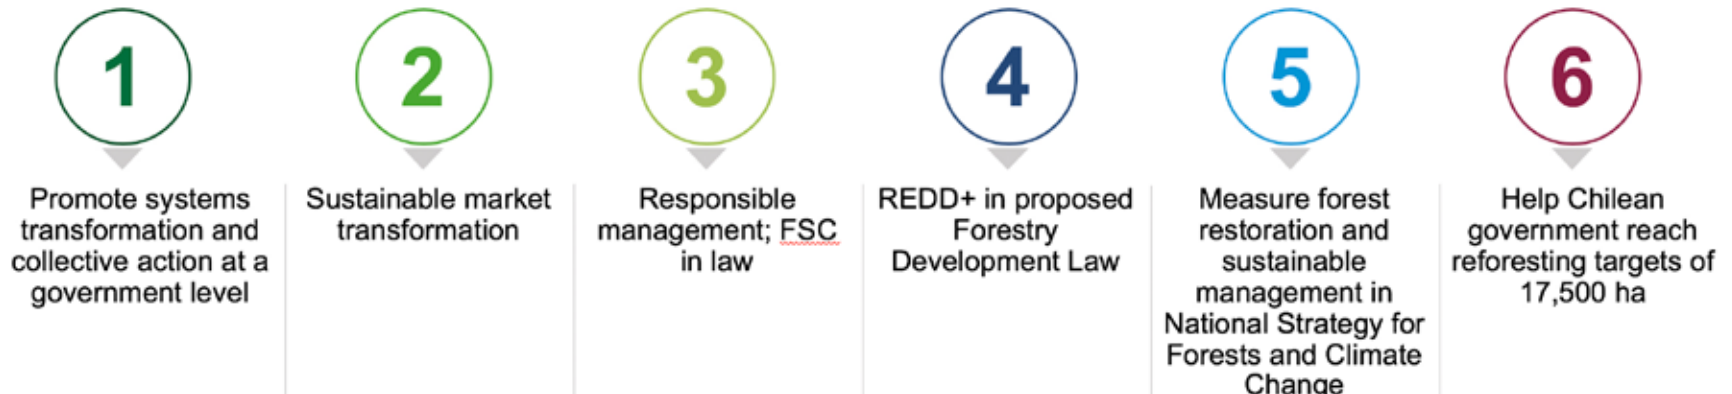 1
Promote systems
transformation and
collective action at a
government level
2
Sustainable market
transformation
3
Responsible
management; FSC
in law
4
REDD+ in proposed
Forestry
Development Law
5
Measure forest
restoration and
sustainable
management in
National Strategy for
Forests and Climate
Change
6
Help Chilean
government reach
reforesting targets of
17,500 ha